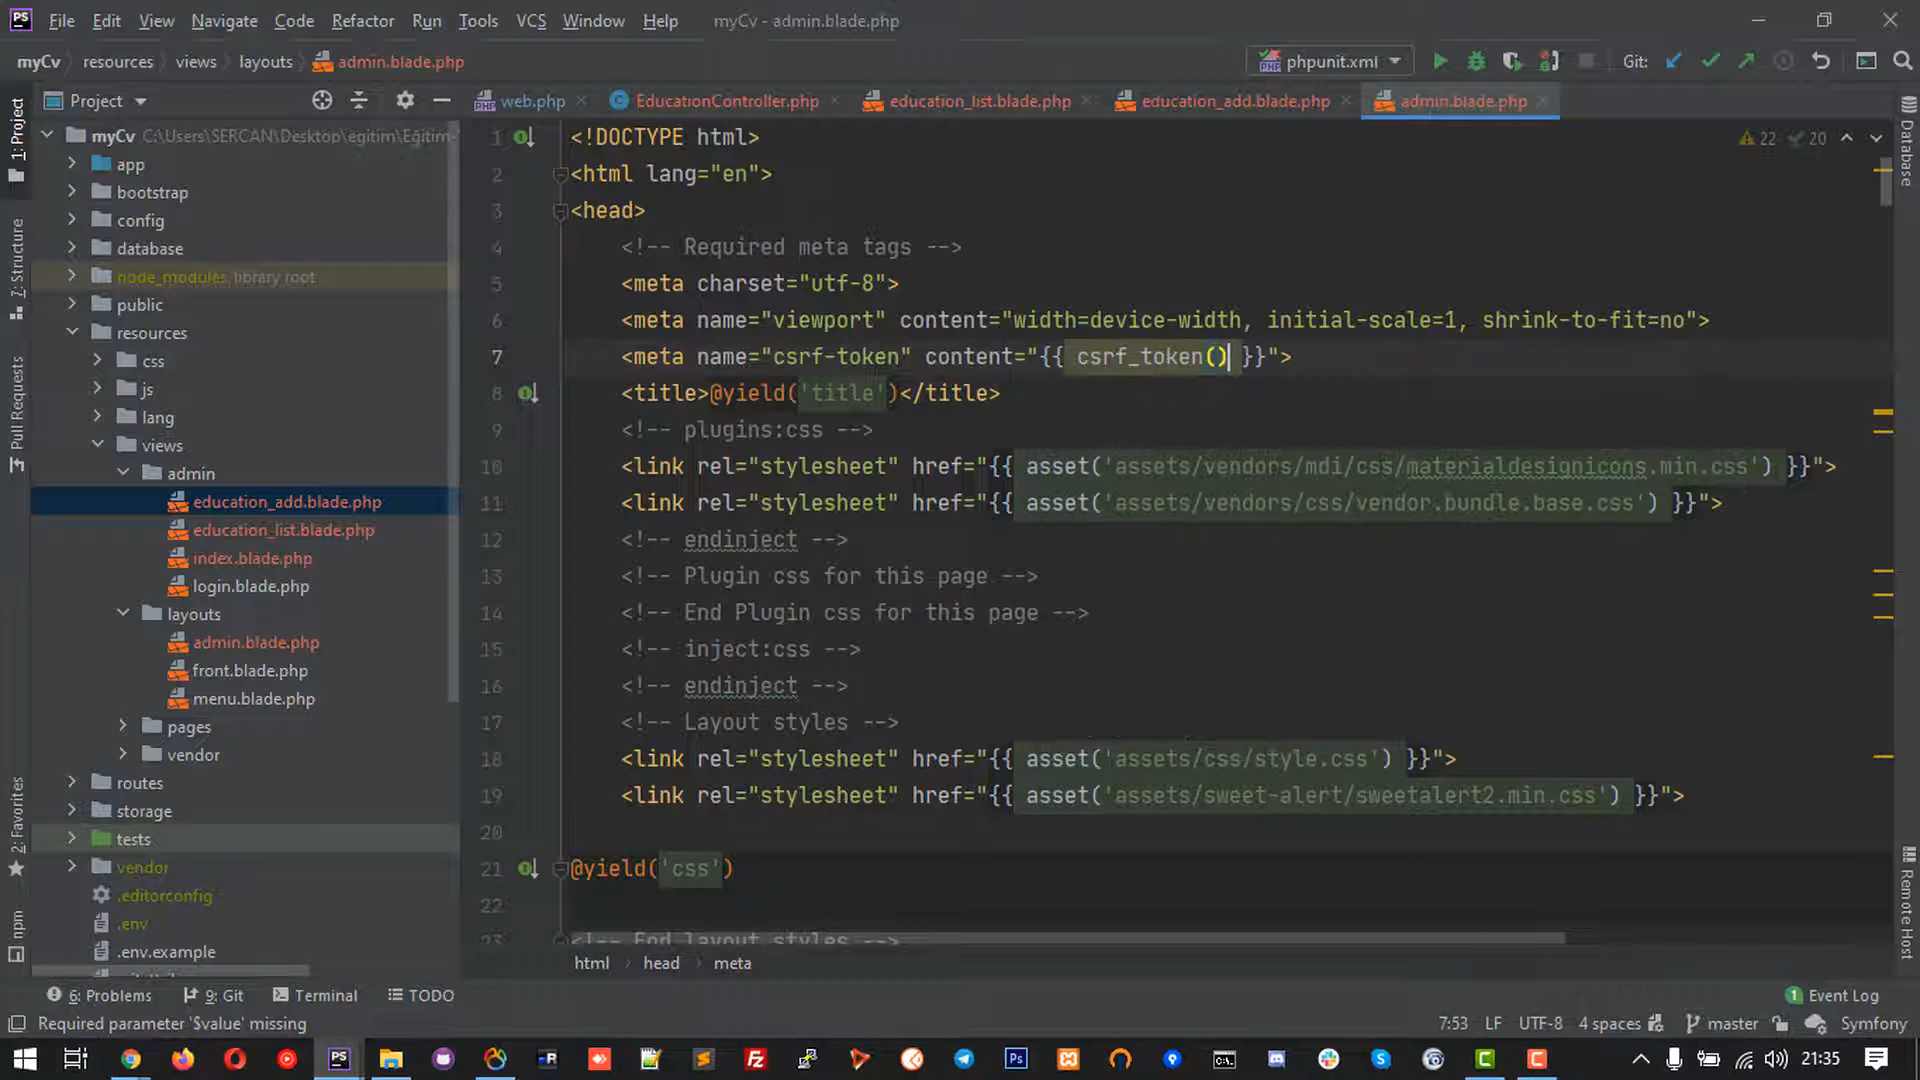 File Edit View Navigate Code Refactor Run Tools VCS Window Help myCv - admin.blade.php
myCv resources views layouts admin.blade.php phpunit.xml Git:
Project web.php EducationController.php education_list.blade.php education_add.blade.php admin.blade.php
1: Project
7: Structure
Pull Requests
2: Favorites
npm
myCv C:\Users\SERCAN\Desktop\egitim\Eğitim-
app
bootstrap
config
database
node_modules library root
public
resources
css
js
lang
views
admin
education_add.blade.php
education_list.blade.php
index.blade.php
login.blade.php
layouts
admin.blade.php
front.blade.php
menu.blade.php
pages
vendor
routes
storage
tests
vendor
.editorconfig
.env
.env.example
22 20
1 <!DOCTYPE html>
2 <html lang="en">
3 <head>
4 <!-- Required meta tags -->
5 <meta charset="utf-8">
6 <meta name="viewport" content="width=device-width, initial-scale=1, shrink-to-fit=no">
7 <meta name="csrf-token" content="{{ csrf_token() }}">
8 <title>@yield('title')</title>
9 <!-- plugins:css -->
10 <link rel="stylesheet" href="{{ asset('assets/vendors/mdi/css/materialdesignicons.min.css') }}">
11 <link rel="stylesheet" href="{{ asset('assets/vendors/css/vendor.bundle.base.css') }}">
12 <!-- endinject -->
13 <!-- Plugin css for this page -->
14 <!-- End Plugin css for this page -->
15 <!-- inject:css -->
16 <!-- endinject -->
17 <!-- Layout styles -->
18 <link rel="stylesheet" href="{{ asset('assets/css/style.css') }}">
19 <link rel="stylesheet" href="{{ asset('assets/sweet-alert/sweetalert2.min.css') }}">
20
21 @yield('css')
22
23 <!-- End layout styles -->
Database
Remote Host
html head meta
6: Problems 9: Git Terminal TODO 1 Event Log
Required parameter '$value' missing 7:53 LF UTF-8 4 spaces master Symfony
21:35